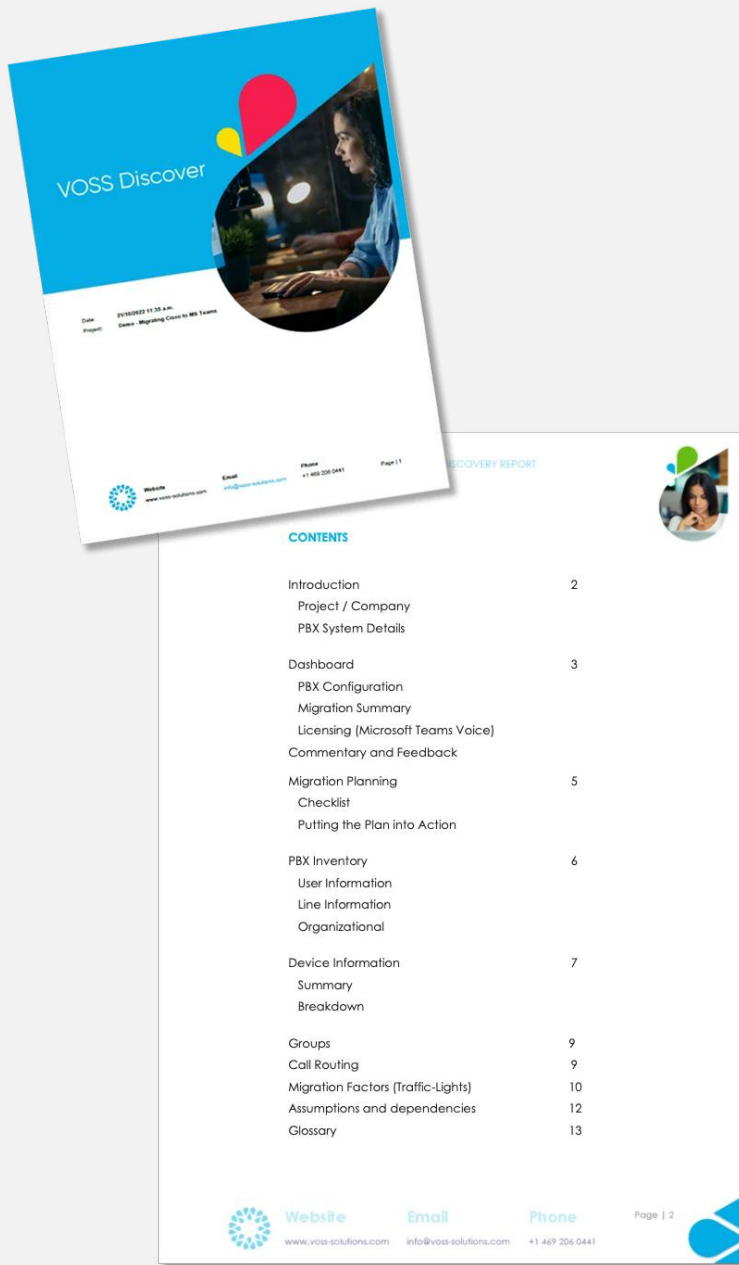 VOSS Discover
Date: 21/10/2022 11:35 a.m.
Project: Demo - Migrating Cisco to MS Teams
Website
www.voss-solutions.com
Email
info@voss-solutions.com
Phone
+1 469 206 0441
Page | 1
DISCOVERY REPORT
CONTENTS
Introduction 2
Project / Company
PBX System Details
Dashboard 3
PBX Configuration
Migration Summary
Licensing (Microsoft Teams Voice)
Commentary and Feedback
Migration Planning 5
Checklist
Putting the Plan into Action
PBX Inventory 6
User Information
Line Information
Organizational
Device Information 7
Summary
Breakdown
Groups 9
Call Routing 9
Migration Factors (Traffic-Lights) 10
Assumptions and dependencies 12
Glossary 13
Website
www.voss-solutions.com
Email
info@voss-solutions.com
Phone
+1 469 206 0441
Page | 2